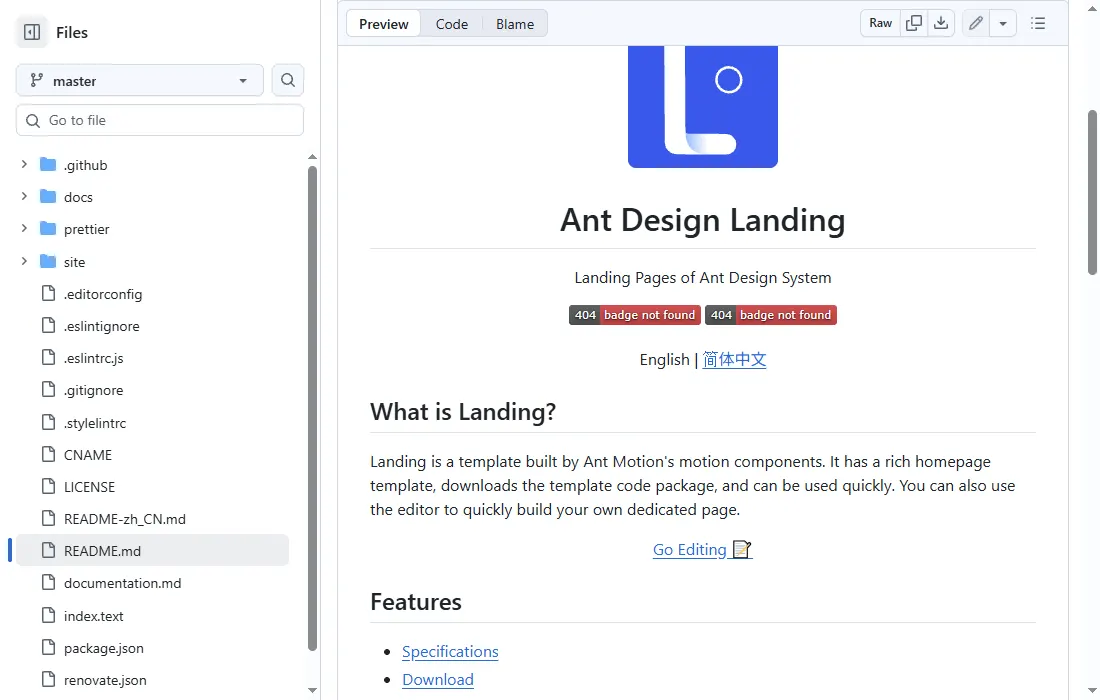 Files
master
Go to file
.github
docs
prettier
site
.editorconfig
.eslintignore
.eslintrc.js
.gitignore
.stylelintrc
CNAME
LICENSE
README-zh_CN.md
README.md
documentation.md
index.text
package.json
renovate.json
Preview Code Blame
Raw
Ant Design Landing
Landing Pages of Ant Design System
404 badge not found 404 badge not found
English | 简体中文
What is Landing?
Landing is a template built by Ant Motion's motion components. It has a rich homepage
template, downloads the template code package, and can be used quickly. You can also use
the editor to quickly build your own dedicated page.
Go Editing 📝
Features
Specifications
Download